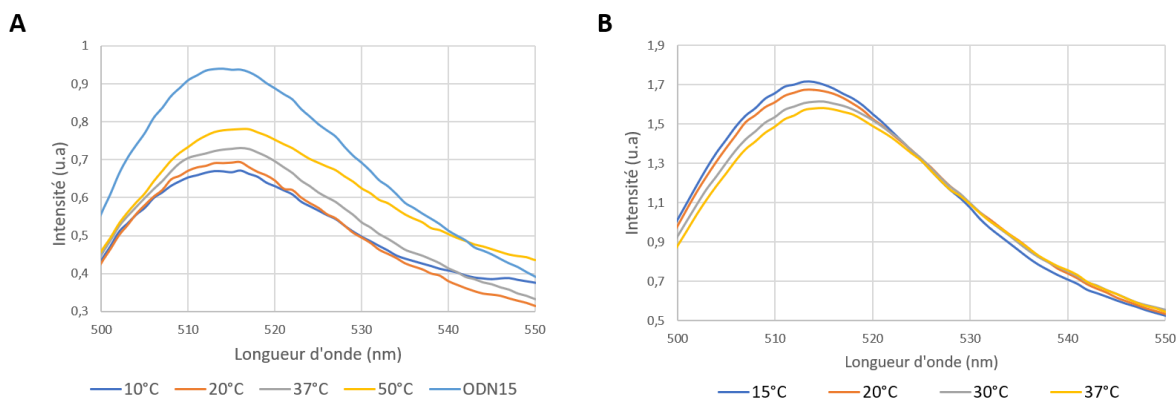 A
1
0,9
0,8
0,7
0,6
0,5
0,4
0,3
Intensité (u.a)
500 510 520 530 540 550
Longueur d'onde (nm)
10°C 20°C 37°C 50°C ODN15
B
1,9
1,7
1,5
1,3
1,1
0,9
0,7
0,5
Intensité (u.a)
500 510 520 530 540 550
Longueur d'onde (nm)
15°C 20°C 30°C 37°C